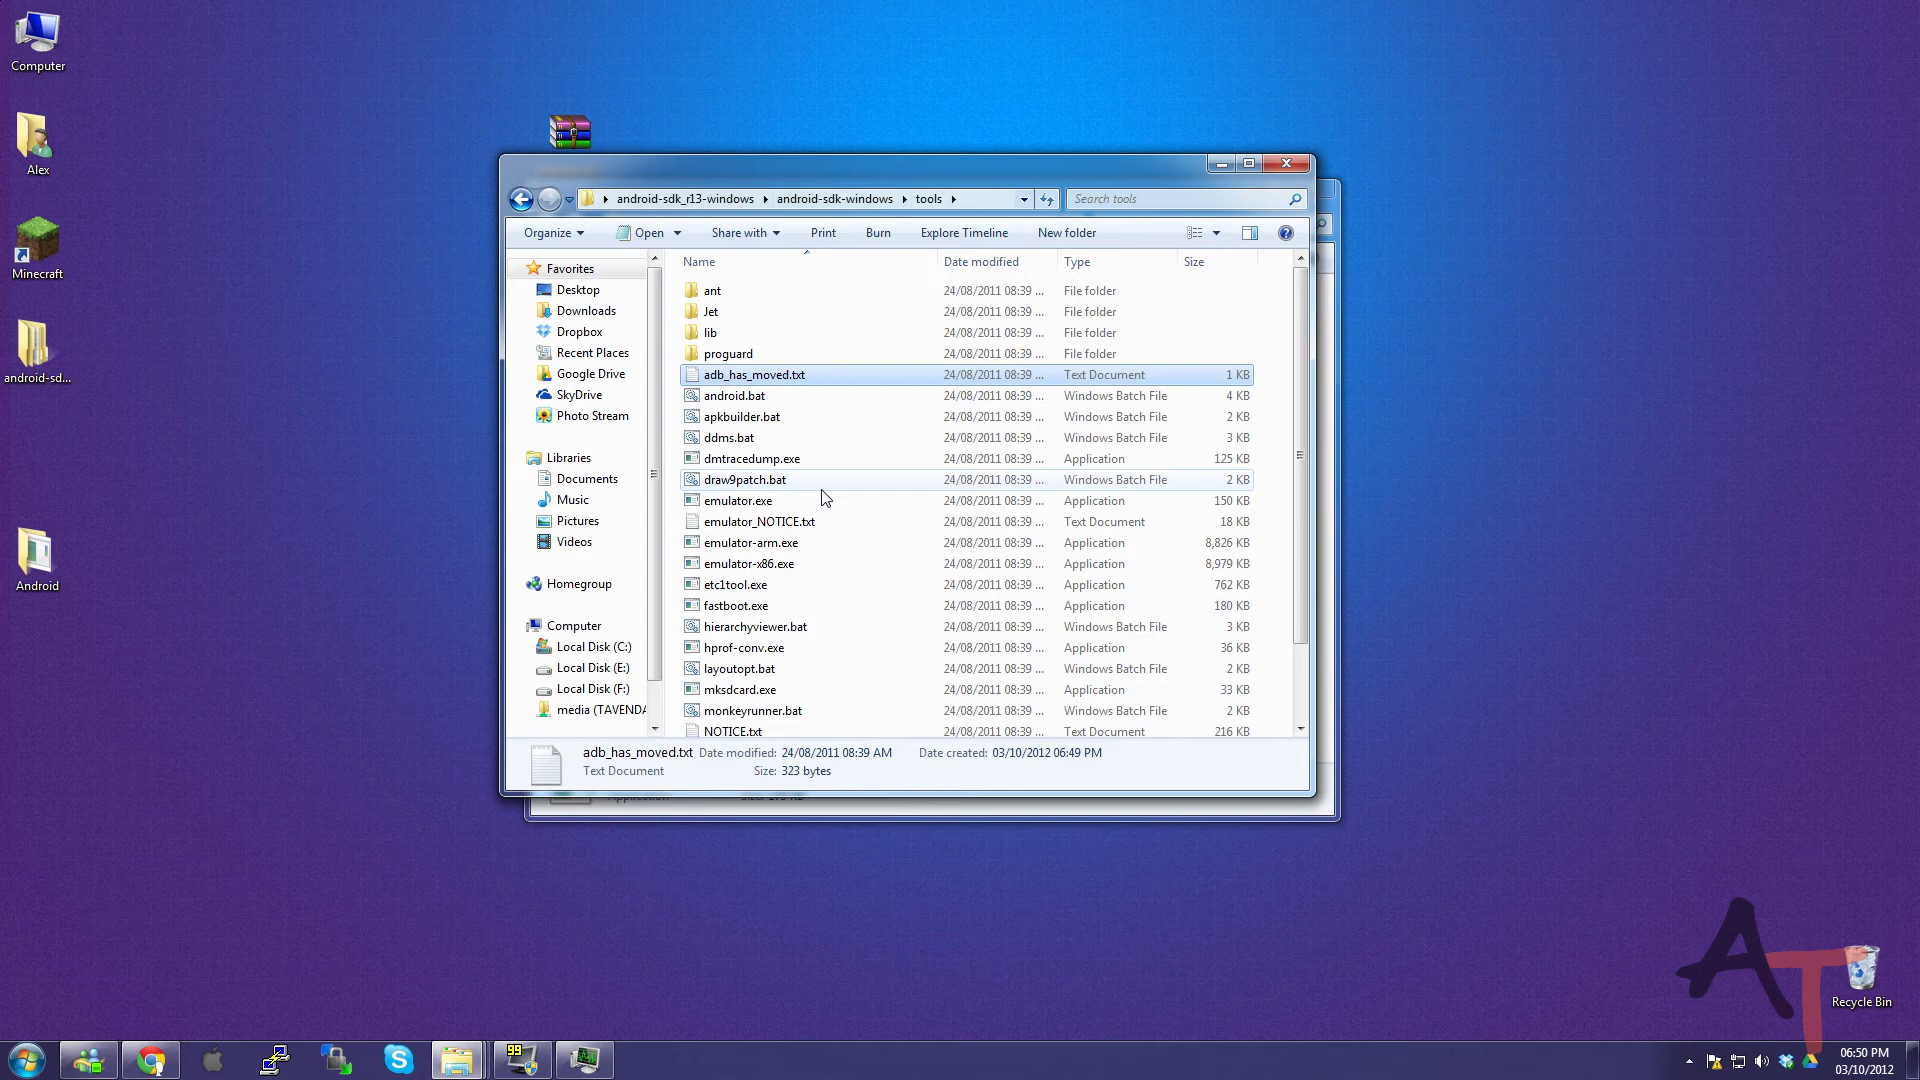 Computer
Alex
Minecraft
android-sd...
Android
android-sdk_r13-windows android-sdk-windows tools
Search tools
Organize Open Share with Print Burn Explore Timeline New folder
Favorites
Desktop
Downloads
Dropbox
Recent Places
Google Drive
SkyDrive
Photo Stream
Libraries
Documents
Music
Pictures
Videos
Homegroup
Computer
Local Disk (C:)
Local Disk (E:)
Local Disk (F:)
media (TAVENDA
Name Date modified Type Size
ant 24/08/2011 08:39 ... File folder
Jet 24/08/2011 08:39 ... File folder
lib 24/08/2011 08:39 ... File folder
proguard 24/08/2011 08:39 ... File folder
adb_has_moved.txt 24/08/2011 08:39 ... Text Document 1 KB
android.bat 24/08/2011 08:39 ... Windows Batch File 4 KB
apkbuilder.bat 24/08/2011 08:39 ... Windows Batch File 2 KB
ddms.bat 24/08/2011 08:39 ... Windows Batch File 3 KB
dmtracedump.exe 24/08/2011 08:39 ... Application 125 KB
draw9patch.bat 24/08/2011 08:39 ... Windows Batch File 2 KB
emulator.exe 24/08/2011 08:39 ... Application 150 KB
emulator_NOTICE.txt 24/08/2011 08:39 ... Text Document 18 KB
emulator-arm.exe 24/08/2011 08:39 ... Application 8,826 KB
emulator-x86.exe 24/08/2011 08:39 ... Application 8,979 KB
etc1tool.exe 24/08/2011 08:39 ... Application 762 KB
fastboot.exe 24/08/2011 08:39 ... Application 180 KB
hierarchyviewer.bat 24/08/2011 08:39 ... Windows Batch File 3 KB
hprof-conv.exe 24/08/2011 08:39 ... Application 36 KB
layoutopt.bat 24/08/2011 08:39 ... Windows Batch File 2 KB
mksdcard.exe 24/08/2011 08:39 ... Application 33 KB
monkeyrunner.bat 24/08/2011 08:39 ... Windows Batch File 2 KB
NOTICE.txt 24/08/2011 08:39 ... Text Document 216 KB
adb_has_moved.txt Date modified: 24/08/2011 08:39 AM Date created: 03/10/2012 06:49 PM
Text Document Size: 323 bytes
AT
Recycle Bin
99
06:50 PM
03/10/2012